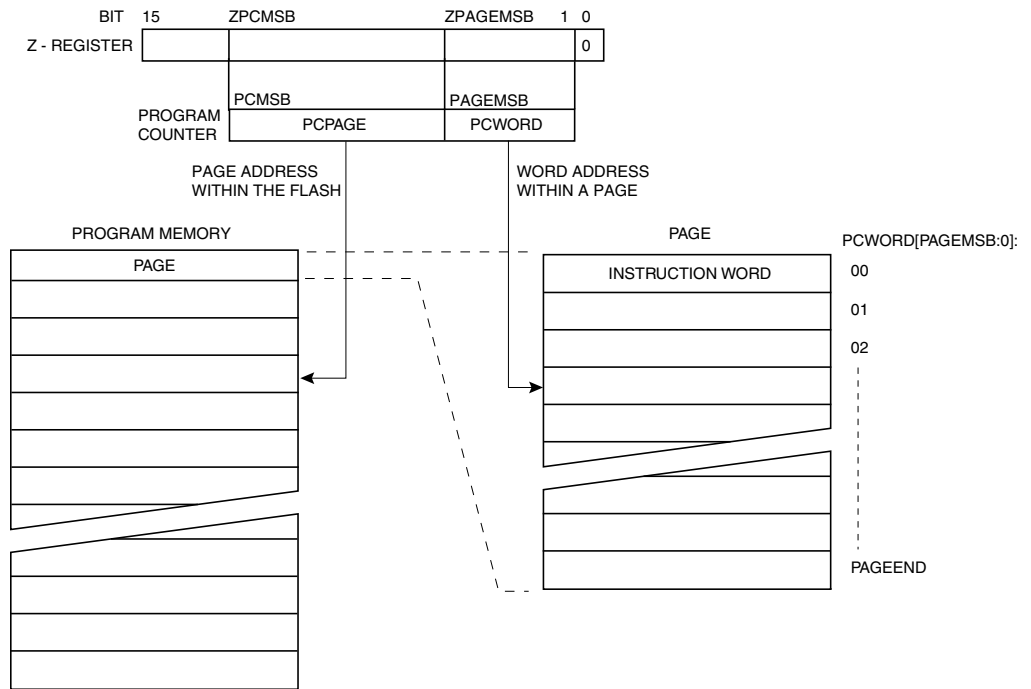 BIT 15 ZPCMSB ZPAGEMSB 1 0
Z - REGISTER 0
PCMSB PAGEMSB
PROGRAM
COUNTER
PCPAGE PCWORD
PAGE ADDRESS
WITHIN THE FLASH
WORD ADDRESS
WITHIN A PAGE
PROGRAM MEMORY
PAGE
PAGE
PCWORD[PAGEMSB:0]:
INSTRUCTION WORD
00
01
02
PAGEEND